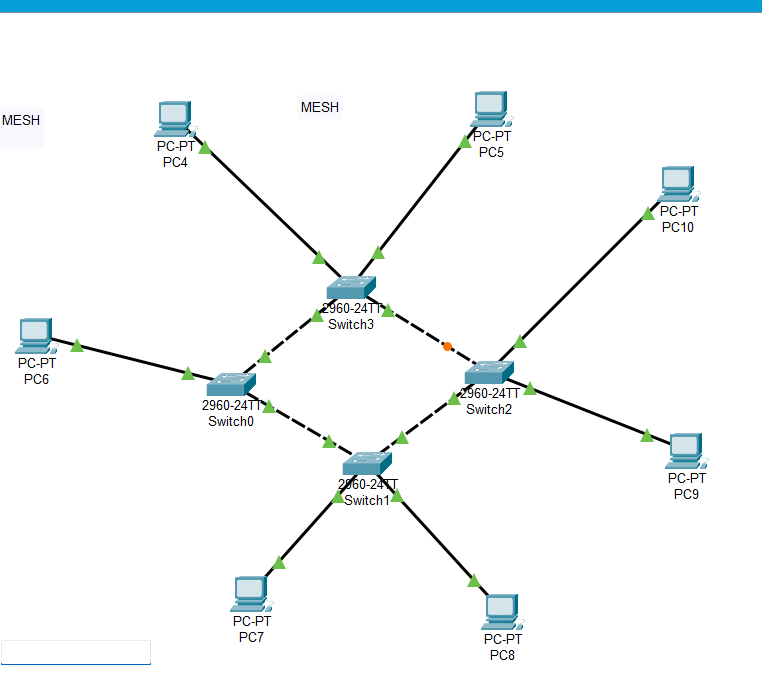 MESH
MESH
PC-PT
PC4
PC-PT
PC5
PC-PT
PC10
2960-24TT
Switch3
PC-PT
PC6
2960-24TT
Switch0
2960-24TT
Switch2
2960-24TT
Switch1
PC-PT
PC9
PC-PT
PC7
PC-PT
PC8